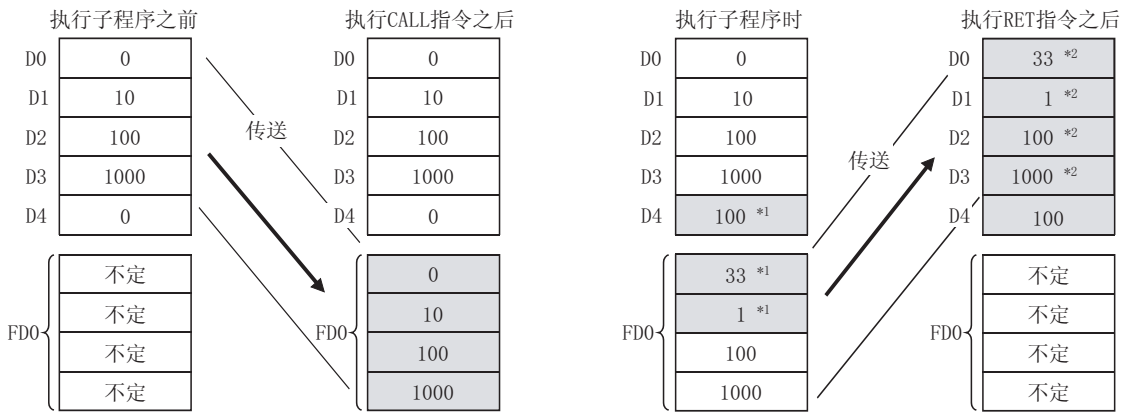 执行子程序之前 执行CALL指令之后 执行子程序时 执行RET指令之后
D0 0 D0 0 D0 0 D0 33 *2
D1 10 D1 10 D1 10 D1 1 *2
D2 100 传送 D2 100 D2 100 传送 D2 100 *2
D3 1000 D3 1000 D3 1000 D3 1000 *2
D4 0 D4 0 D4 100 *1 D4 100
不定 0 33 *1 不定
不定 10 1 *1 不定
FD0 FD0 FD0 FD0
不定 100 100 不定
不定 1000 1000 不定